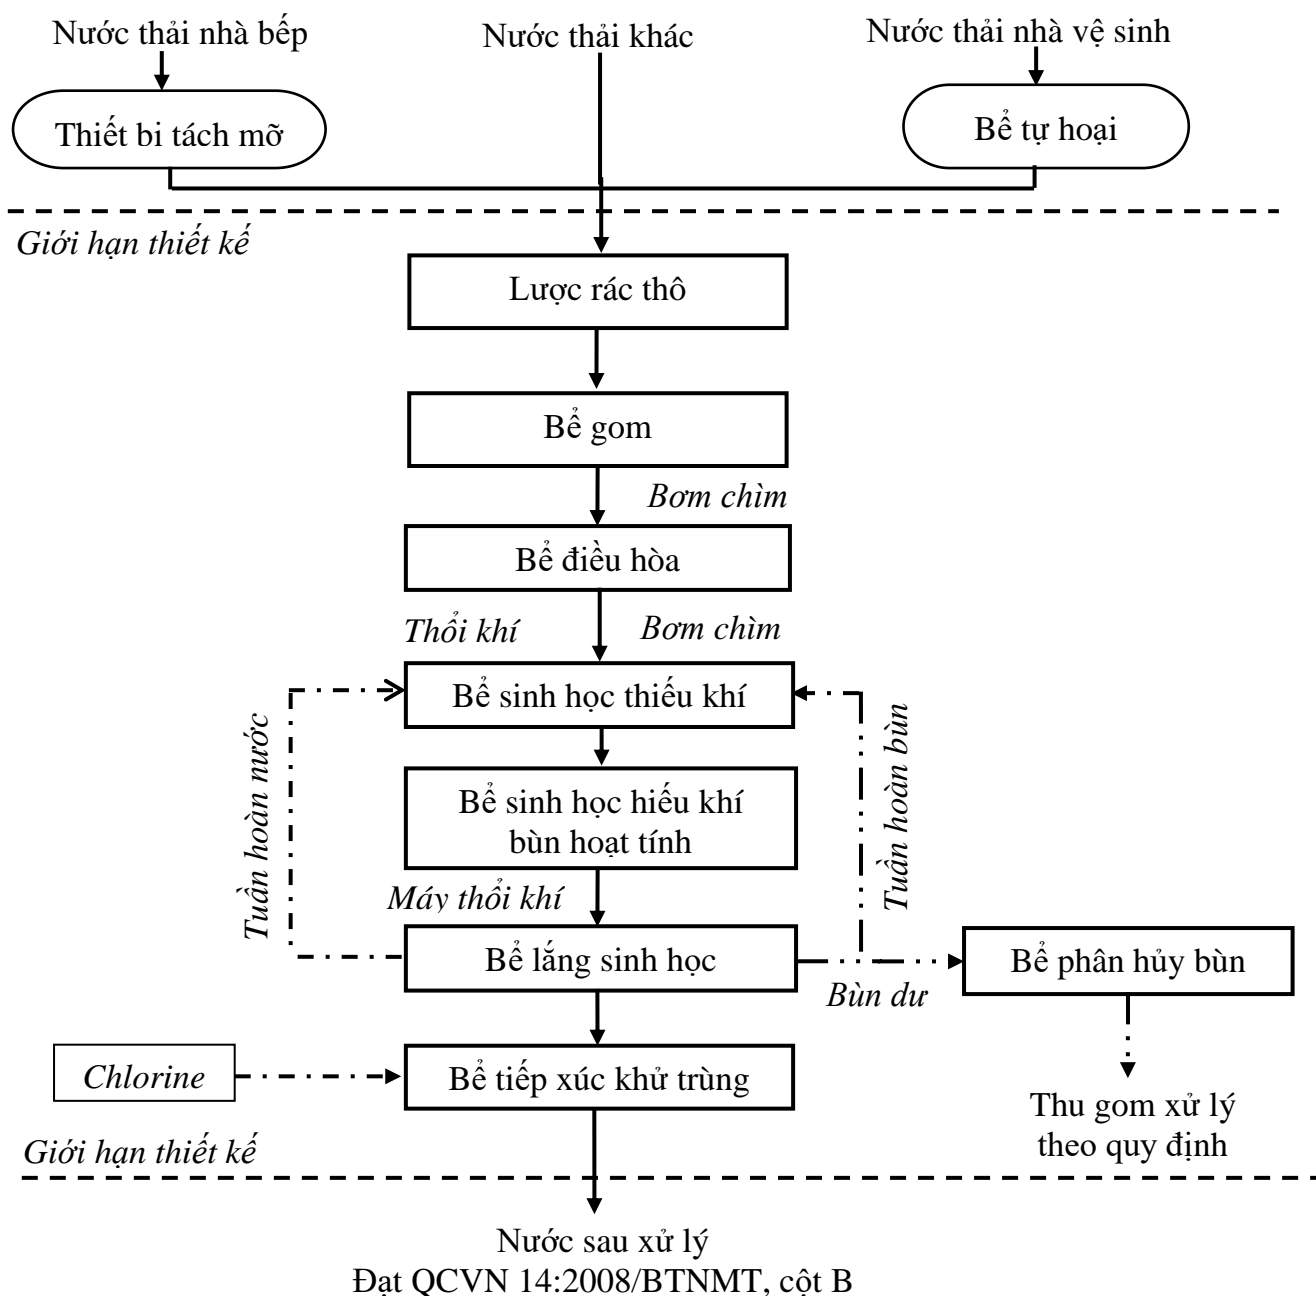 Nước thải nhà bếp
Nước thải khác
Nước thải nhà vệ sinh
Thiết bi tách mỡ
Bể tự hoại
Giới hạn thiết kế
Lược rác thô
Bể gom
Bơm chìm
Bể điều hòa
Thổi khí
Bơm chìm
Bể sinh học thiếu khí
Tuần hoàn nước
Tuần hoàn bùn
Bể sinh học hiếu khí
bùn hoạt tính
Máy thổi khí
Bể lắng sinh học
Bùn dư
Bể phân hủy bùn
Chlorine
Bể tiếp xúc khử trùng
Thu gom xử lý
theo quy định
Giới hạn thiết kế
Nước sau xử lý
Đạt QCVN 14:2008/BTNMT, cột B